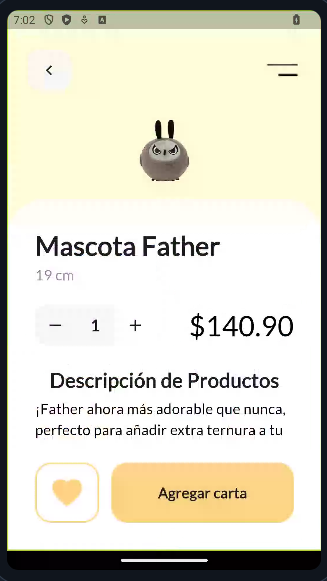 7:02
Mascota Father
19 cm
1
$140.90
Descripción de Productos
¡Father ahora más adorable que nunca,
perfecto para añadir extra ternura a tu
Agregar carta